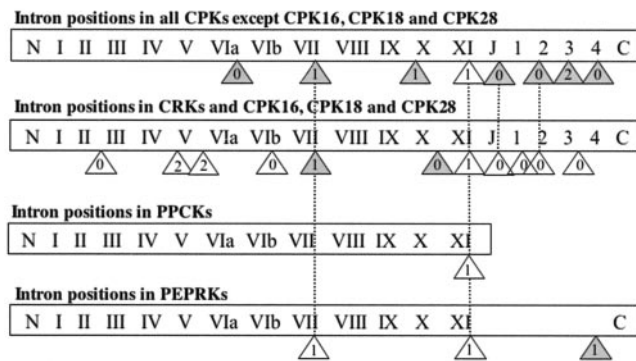 Intron positions in all CPKs except CPK16, CPK18 and CPK28
N I II III IV V VIa VIb VII VIII IX X XI J 1 2 3 4 C
0 1 1 1 0 0 2 0
Intron positions in CRKs and CPK16, CPK18 and CPK28
N I II III IV V VIa VIb VII VIII IX X XI J 1 2 3 4 C
0 2 2 0 1 0 1 0 0 0 0
Intron positions in PPCKs
N I II III IV V VIa VIb VII VIII IX X XI
1
Intron positions in PEPRKs
N I II III IV V VIa VIb VII VIII IX X XI C
1 1 1